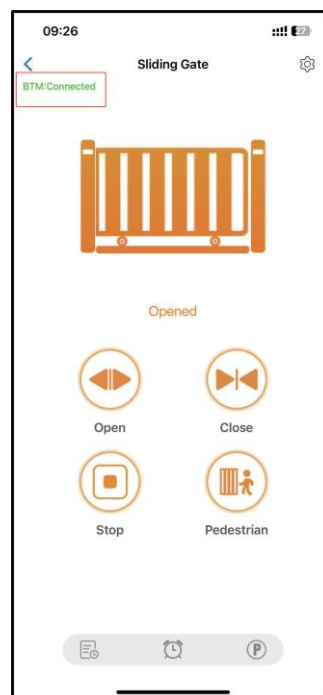 09:26
27
Sliding Gate
BTM:Connected
Opened
Open
Close
Stop
Pedestrian
P